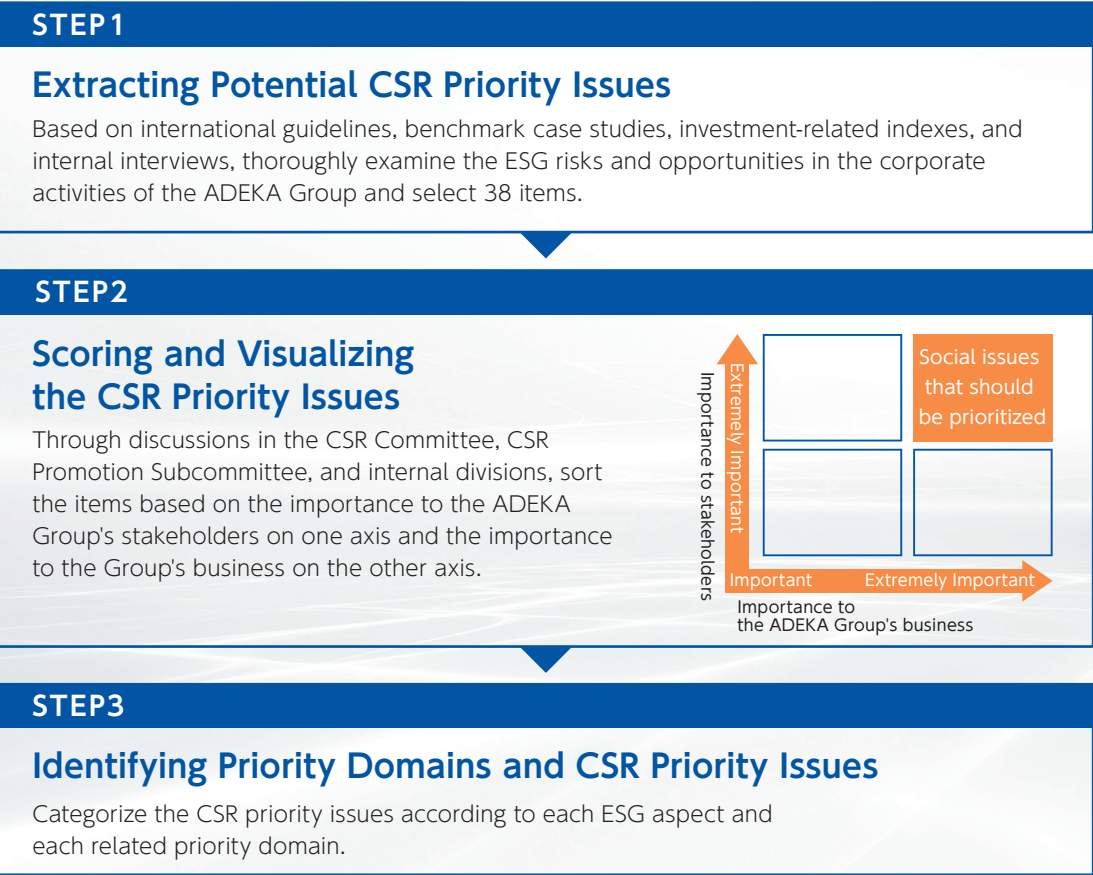 STEP1
Extracting Potential CSR Priority Issues
Based on international guidelines, benchmark case studies, investment-related indexes, and
internal interviews, thoroughly examine the ESG risks and opportunities in the corporate
activities of the ADEKA Group and select 38 items.
STEP2
Scoring and Visualizing
the CSR Priority Issues
Through discussions in the CSR Committee, CSR
Promotion Subcommittee, and internal divisions, sort
the items based on the importance to the ADEKA
Group's stakeholders on one axis and the importance
to the Group's business on the other axis.
Importance to stakeholders
Extremely Important
Social issues
that should
be prioritized
Important
Extremely Important
Importance to
the ADEKA Group's business
STEP3
Identifying Priority Domains and CSR Priority Issues
Categorize the CSR priority issues according to each ESG aspect and
each related priority domain.